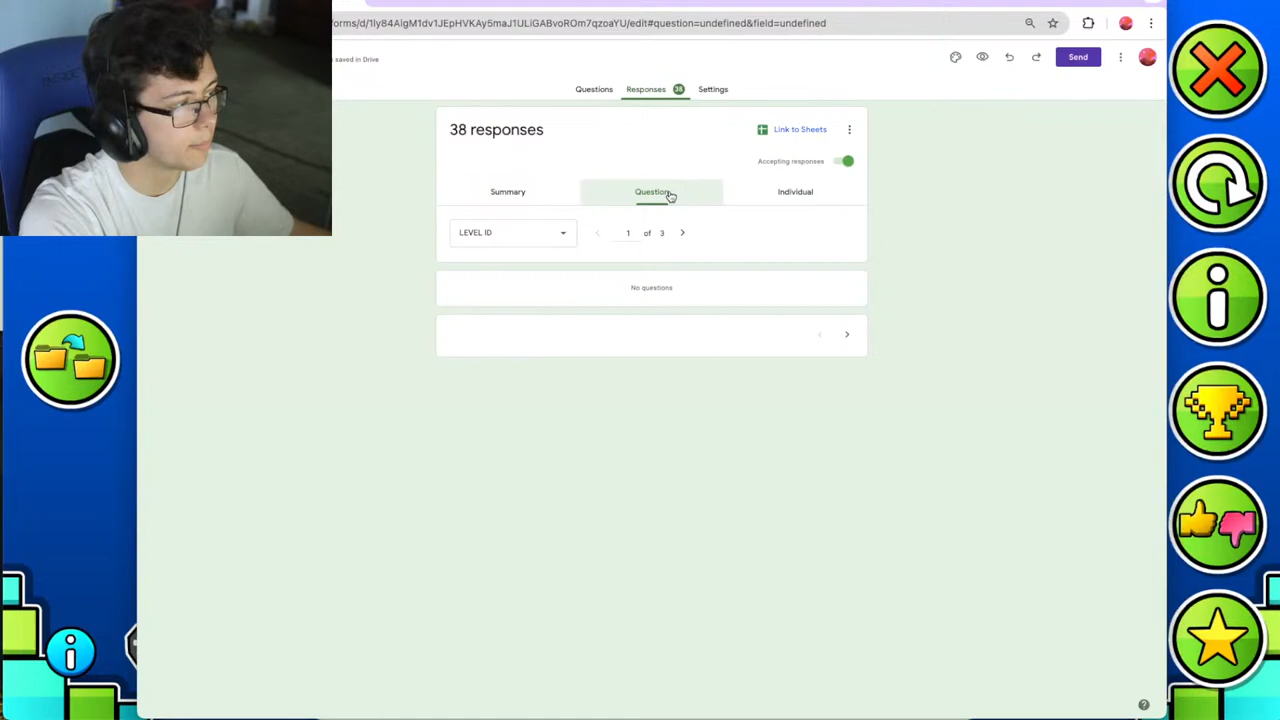 forms/d/1Iy84AigM1dv1JEpHVKAy5maJ1ULiGABvoROm7qzoaYU/edit#question=undefined&field=undefined
saved in Drive
Send
Questions
Responses 38
Settings
38 responses
Link to Sheets
Accepting responses
Summary
Question
Individual
LEVEL ID
1 of 3
No questions